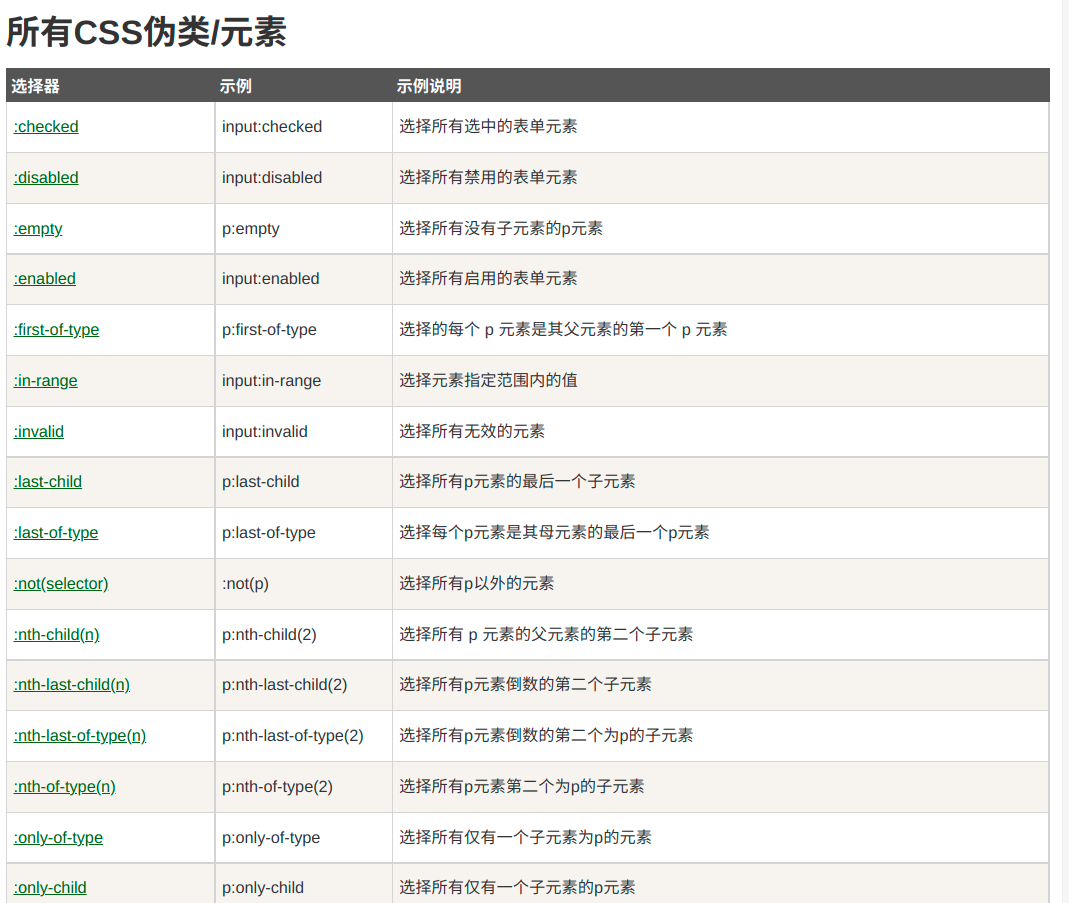 所有CSS伪类/元素
选择器 示例 示例说明
:checked input:checked 选择所有选中的表单元素
:disabled input:disabled 选择所有禁用的表单元素
:empty p:empty 选择所有没有子元素的p元素
:enabled input:enabled 选择所有启用的表单元素
:first-of-type p:first-of-type 选择的每个 p 元素是其父元素的第一个 p 元素
:in-range input:in-range 选择元素指定范围内的值
:invalid input:invalid 选择所有无效的元素
:last-child p:last-child 选择所有p元素的最后一个子元素
:last-of-type p:last-of-type 选择每个p元素是其母元素的最后一个p元素
:not(selector) :not(p) 选择所有p以外的元素
:nth-child(n) p:nth-child(2) 选择所有 p 元素的父元素的第二个子元素
:nth-last-child(n) p:nth-last-child(2) 选择所有p元素倒数的第二个子元素
:nth-last-of-type(n) p:nth-last-of-type(2) 选择所有p元素倒数的第二个为p的子元素
:nth-of-type(n) p:nth-of-type(2) 选择所有p元素第二个为p的子元素
:only-of-type p:only-of-type 选择所有仅有一个子元素为p的元素
:only-child p:only-child 选择所有仅有一个子元素的p元素